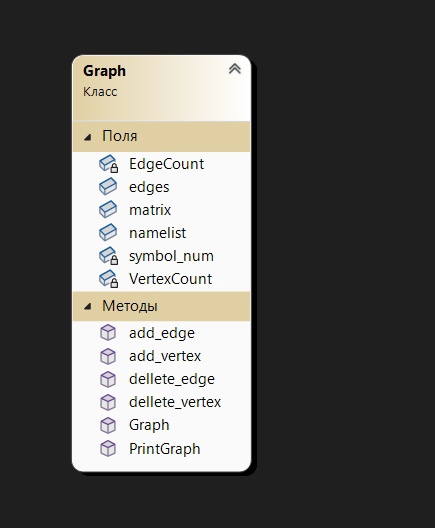 Graph
Класс
Поля
EdgeCount
edges
matrix
namelist
symbol_num
VertexCount
Методы
add_edge
add_vertex
dellete_edge
dellete_vertex
Graph
PrintGraph